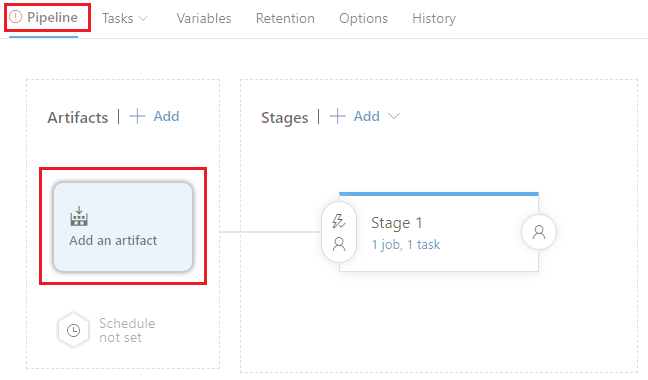 Pipeline Tasks Variables Retention Options History
Artifacts | + Add
Stages | + Add
Add an artifact
Stage 1
1 job, 1 task
Schedule
not set